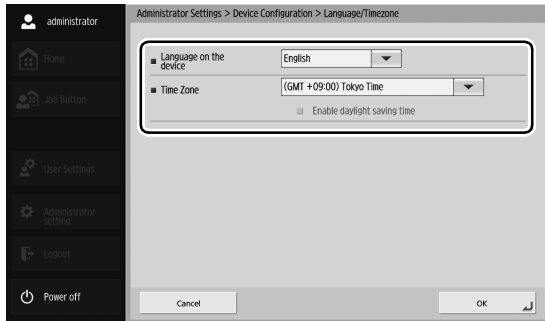 administrator
Administrator Settings > Device Configuration > Language/Timezone
Home
Job Button
User Settings
Administrator
setting
Logout
Power off
Language on the
device
English
Time Zone
(GMT +09:00) Tokyo Time
Enable daylight saving time
Cancel
OK